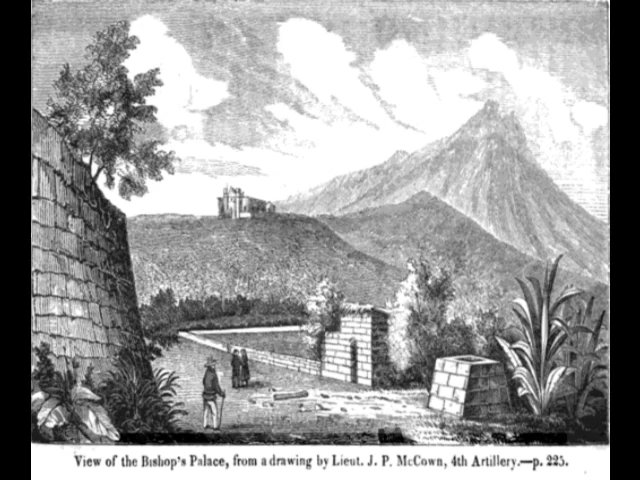 View of the Bishop's Palace, from a drawing by Lieut. J. P. McCown, 4th Artillery.—p. 225.